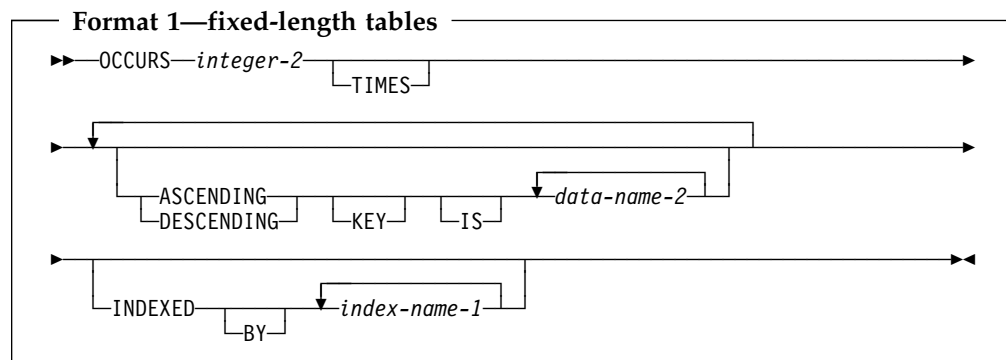 Format 1—fixed-length tables
OCCURS integer-2
TIMES
ASCENDING data-name-2
DESCENDING KEY IS
INDEXED index-name-1
BY